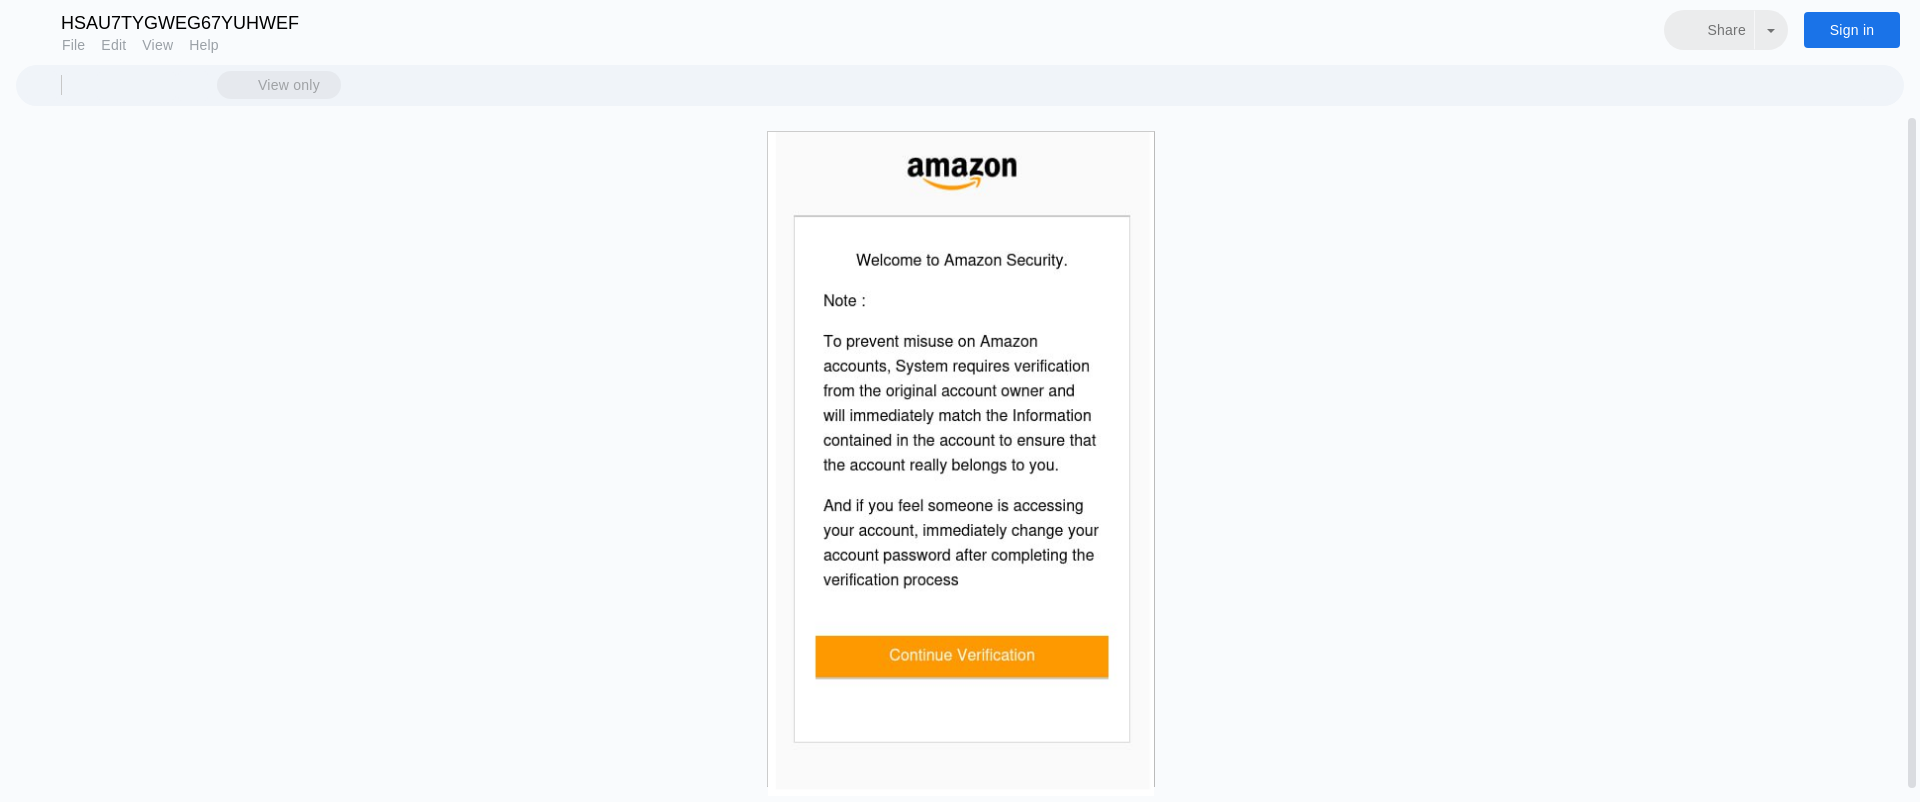 HSAU7TYGWEG67YUHWEF
File Edit View Help
Share
Sign in
View only
amazon
Welcome to Amazon Security.
Note :
To prevent misuse on Amazon
accounts, System requires verification
from the original account owner and
will immediately match the Information
contained in the account to ensure that
the account really belongs to you.
And if you feel someone is accessing
your account, immediately change your
account password after completing the
verification process
Continue Verification